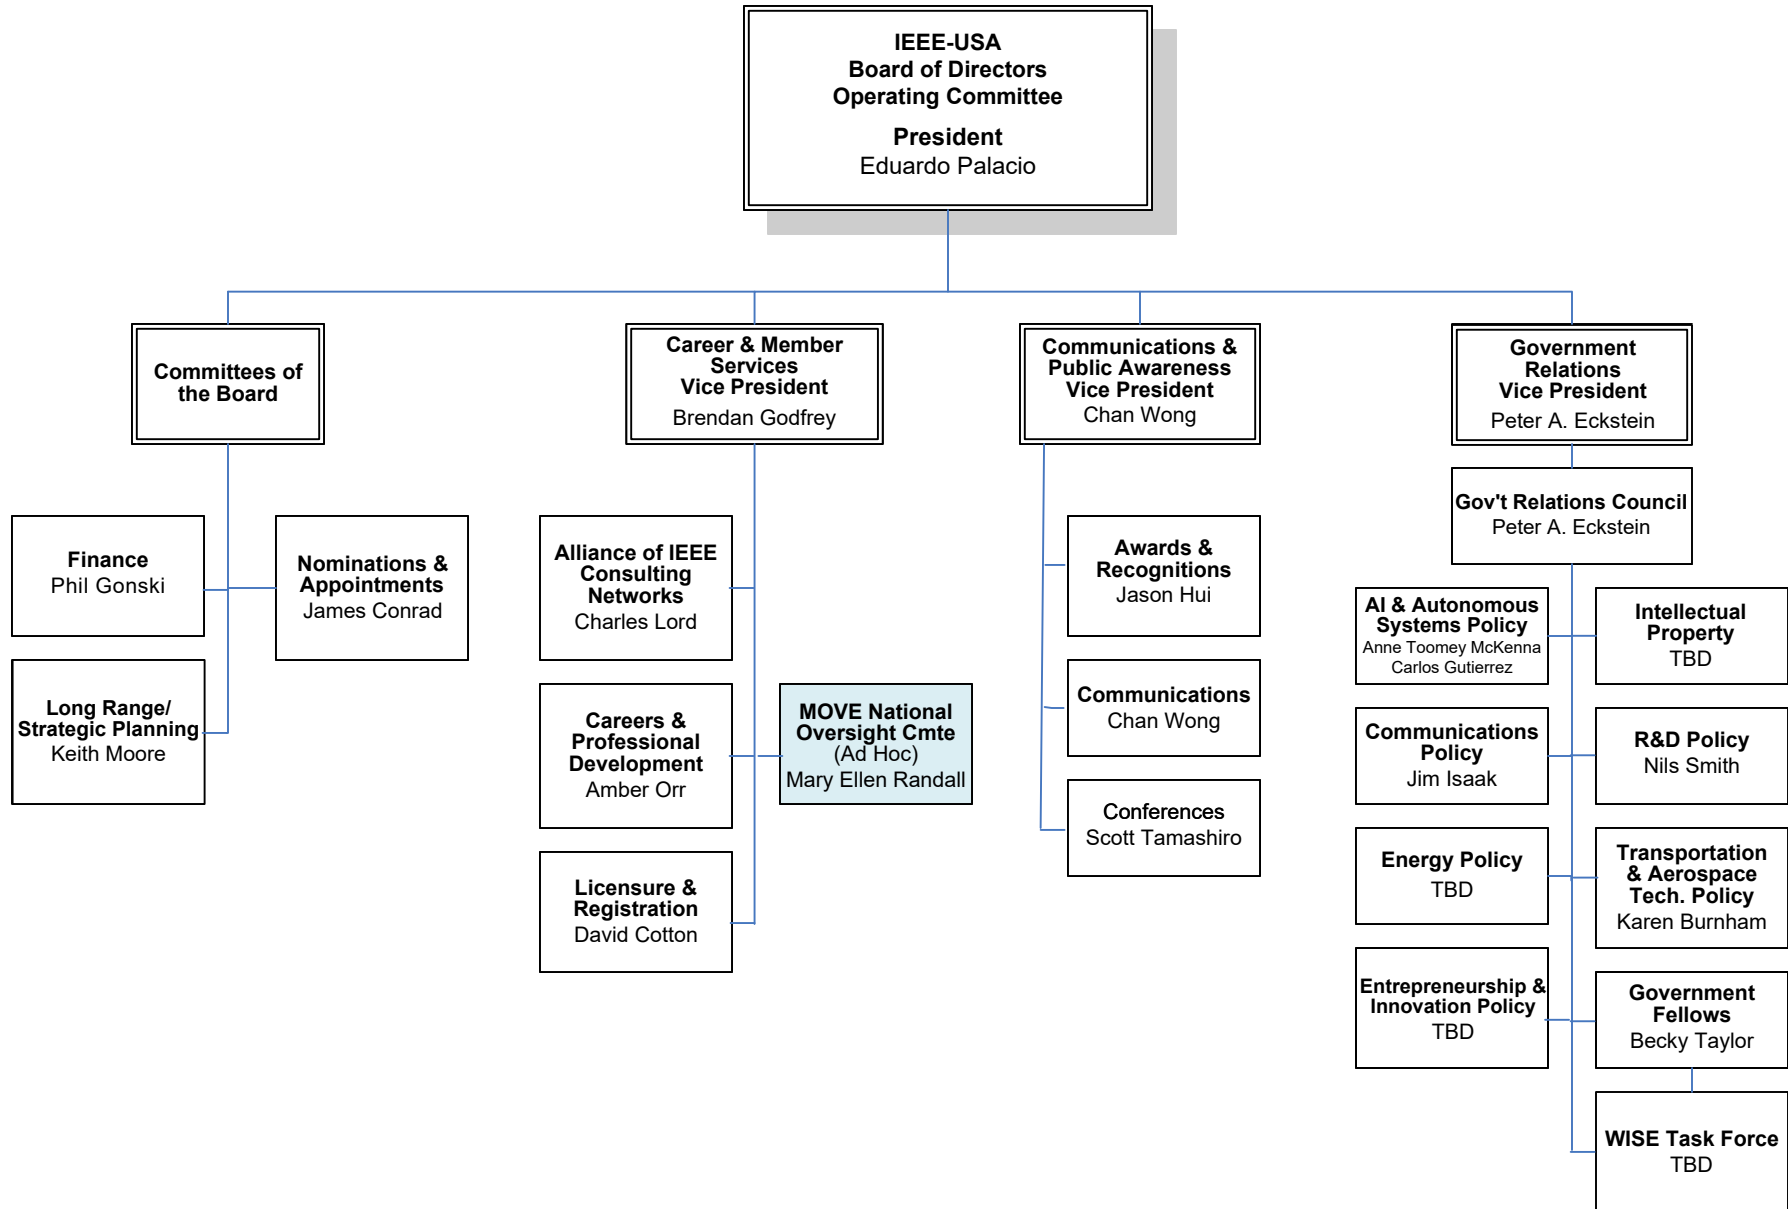 IEEE-USA
Board of Directors
Operating Committee
President
Eduardo Palacio
Committees of
the Board
Career & Member
Services
Vice President
Brendan Godfrey
Communications &
Public Awareness
Vice President
Chan Wong
Government
Relations
Vice President
Peter A. Eckstein
Finance
Phil Gonski
Nominations &
Appointments
James Conrad
Long Range/
Strategic Planning
Keith Moore
Alliance of IEEE
Consulting
Networks
Charles Lord
Careers &
Professional
Development
Amber Orr
MOVE National
Oversight Cmte
(Ad Hoc)
Mary Ellen Randall
Licensure &
Registration
David Cotton
Awards &
Recognitions
Jason Hui
Communications
Chan Wong
Conferences
Scott Tamashiro
Gov't Relations Council
Peter A. Eckstein
AI & Autonomous
Systems Policy
Anne Toomey McKenna
Carlos Gutierrez
Intellectual
Property
TBD
Communications
Policy
Jim Isaak
R&D Policy
Nils Smith
Energy Policy
TBD
Transportation
& Aerospace
Tech. Policy
Karen Burnham
Entrepreneurship &
Innovation Policy
TBD
Government
Fellows
Becky Taylor
WISE Task Force
TBD